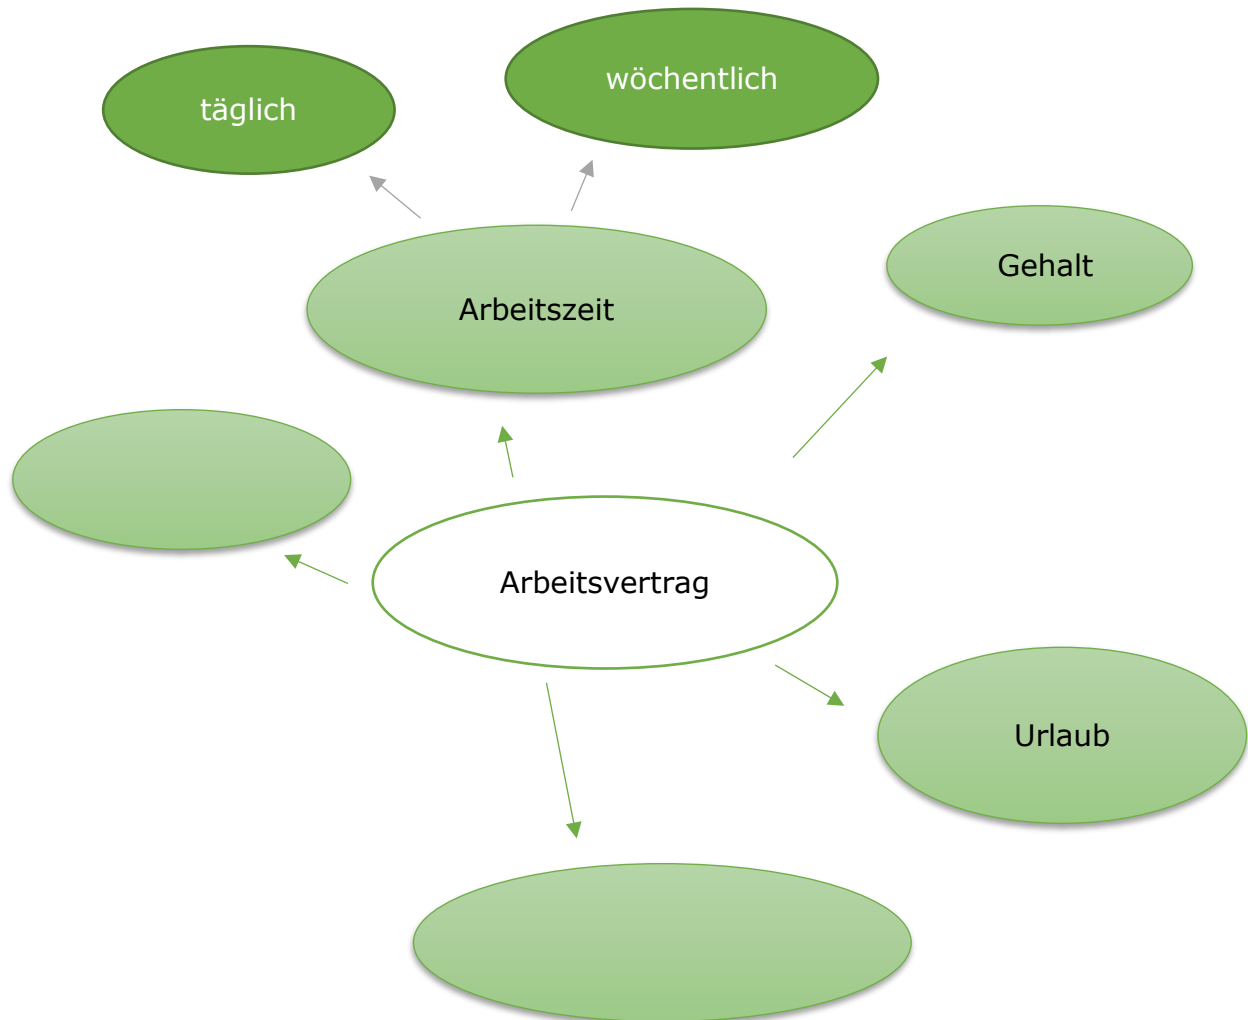 wöchentlich
täglich
Gehalt
Arbeitszeit
Arbeitsvertrag
Urlaub